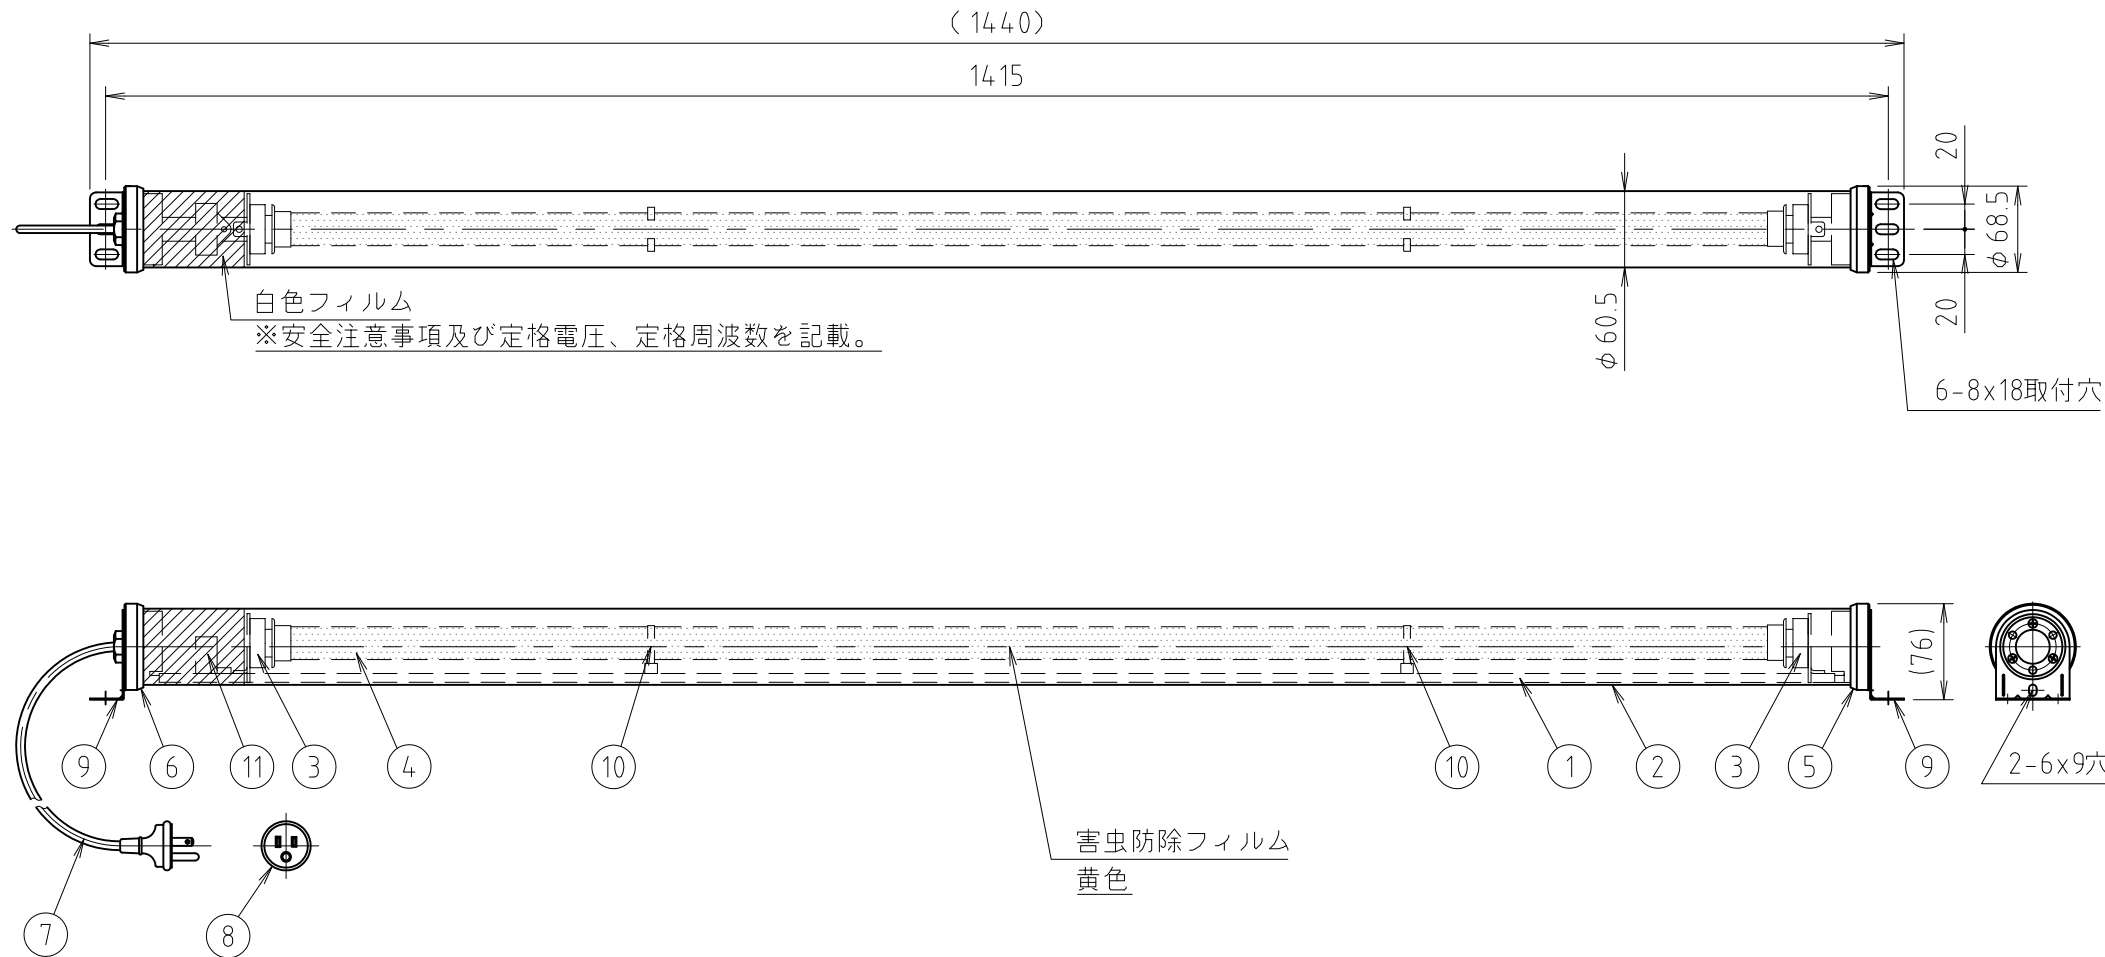 (1440)
1415
20
φ68.5
20
φ60.5
白色フィルム
※安全注意事項及び定格電圧、定格周波数を記載。
6-8x18取付穴
(76)
9
6
11
3
4
10
10
1
2
3
5
9
2-6x9穴
害虫防除フィルム
黄色
7
8